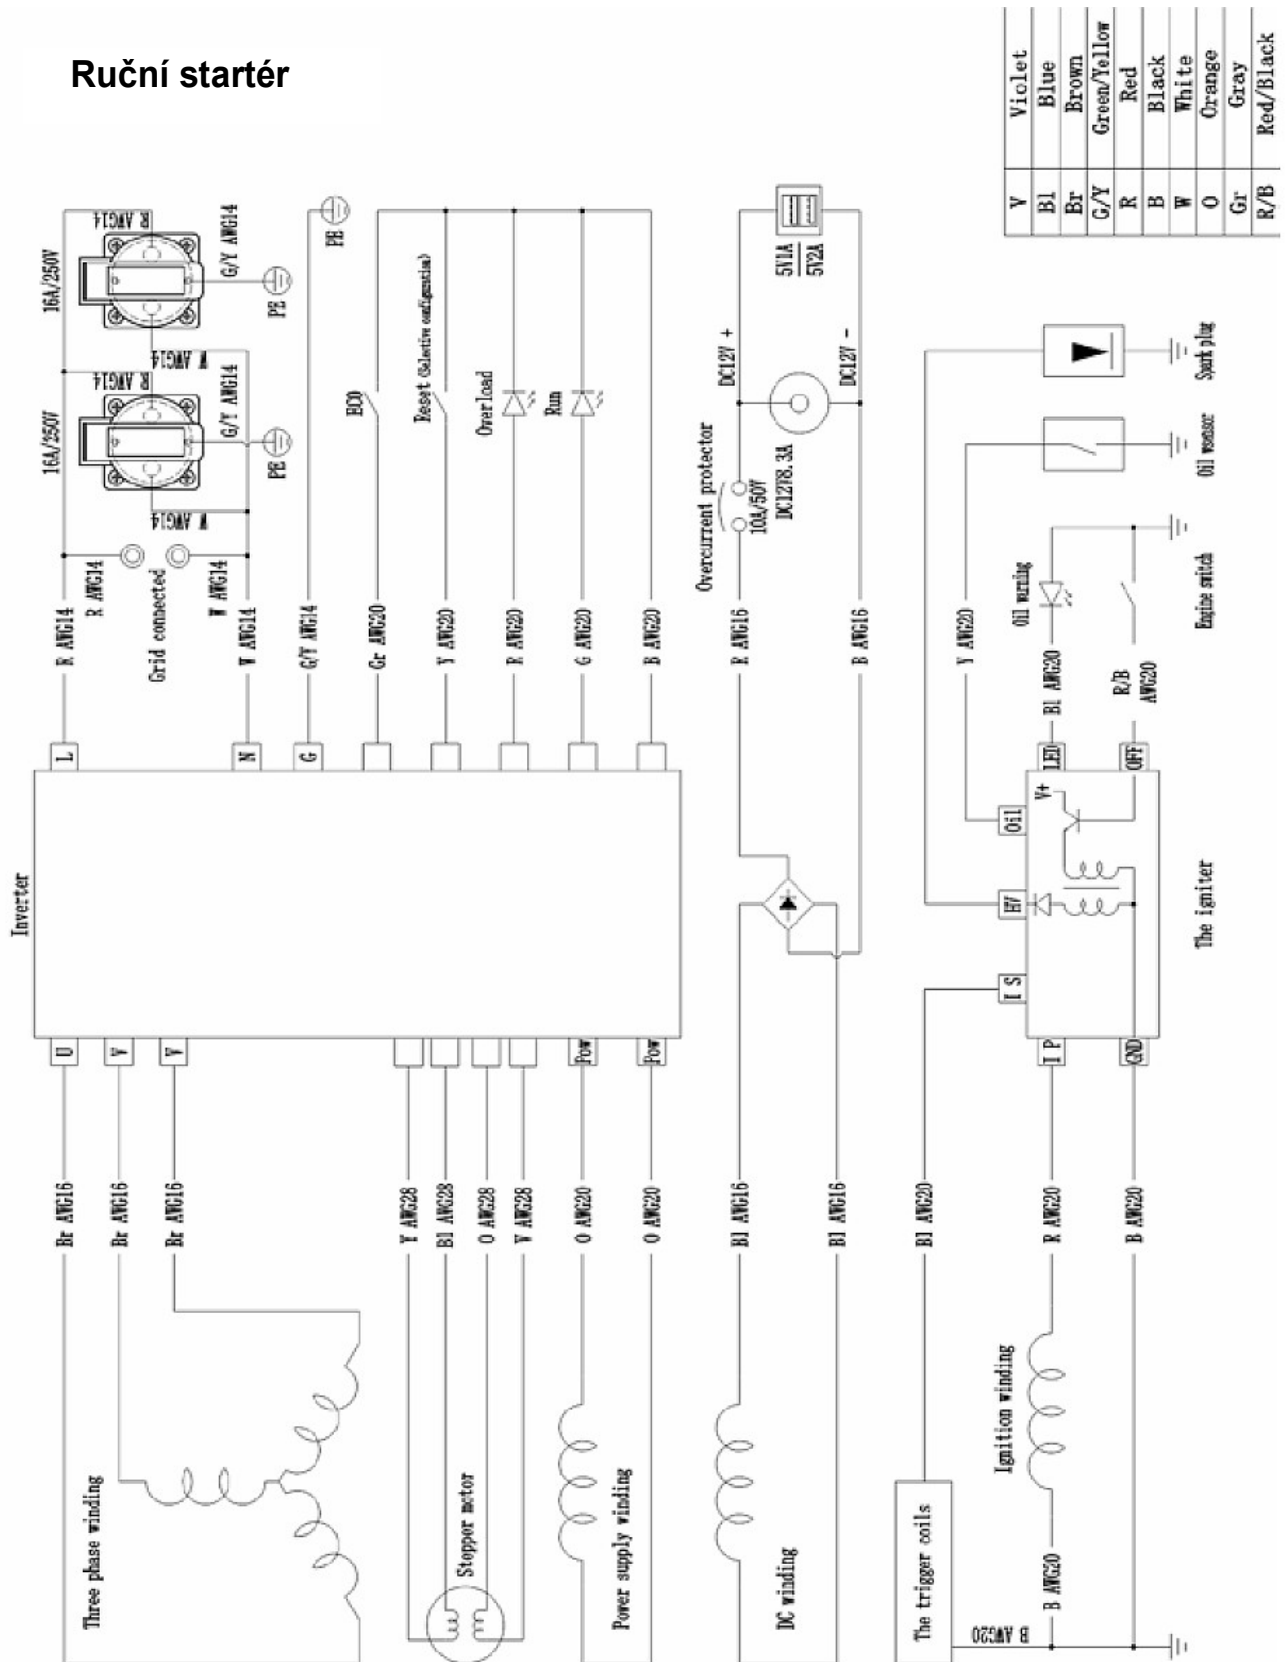 Ruční startér
V Violet
Bl Blue
Br Brown
G/Y Green/Yellow
R Red
B Black
W White
O Orange
Gr Gray
R/B Red/Black
16A/250V
R AWG14
G/Y AWG14
PE
W AWG14
16A/250V
R AWG14
G/Y AWG14
PE
W AWG14
R AWG14
Grid connected
W AWG14
R AWG14
W AWG14
PE
G/Y AWG14
ECO
Gr AWG20
Reset (Selective configuration)
Y AWG20
Overload
R AWG20
Run
G AWG20
B AWG20
5V1A
5V2A
DC12V +
DC12V -
DC12V8.3A
Overcurrent protector
10A/50V
R AWG16
B AWG16
Spark plug
Oil wsensor
Engine switch
Oil warning
Y AWG20
Bl AWG20
R/B
AWG20
L
N
G
Inverter
U
V
V
Pow
Pow
LED
OFF
V+
Oil
HV
I S
I P
GND
The igniter
Br AWG16
Br AWG16
Br AWG16
Y AWG28
Bl AWG28
O AWG28
V AWG28
O AWG20
O AWG20
Bl AWG16
Bl AWG16
Bl AWG20
R AWG20
B AWG20
Three phase winding
Stepper motor
Power supply winding
DC winding
The trigger coils
Ignition winding
B AWG20
B AWG20